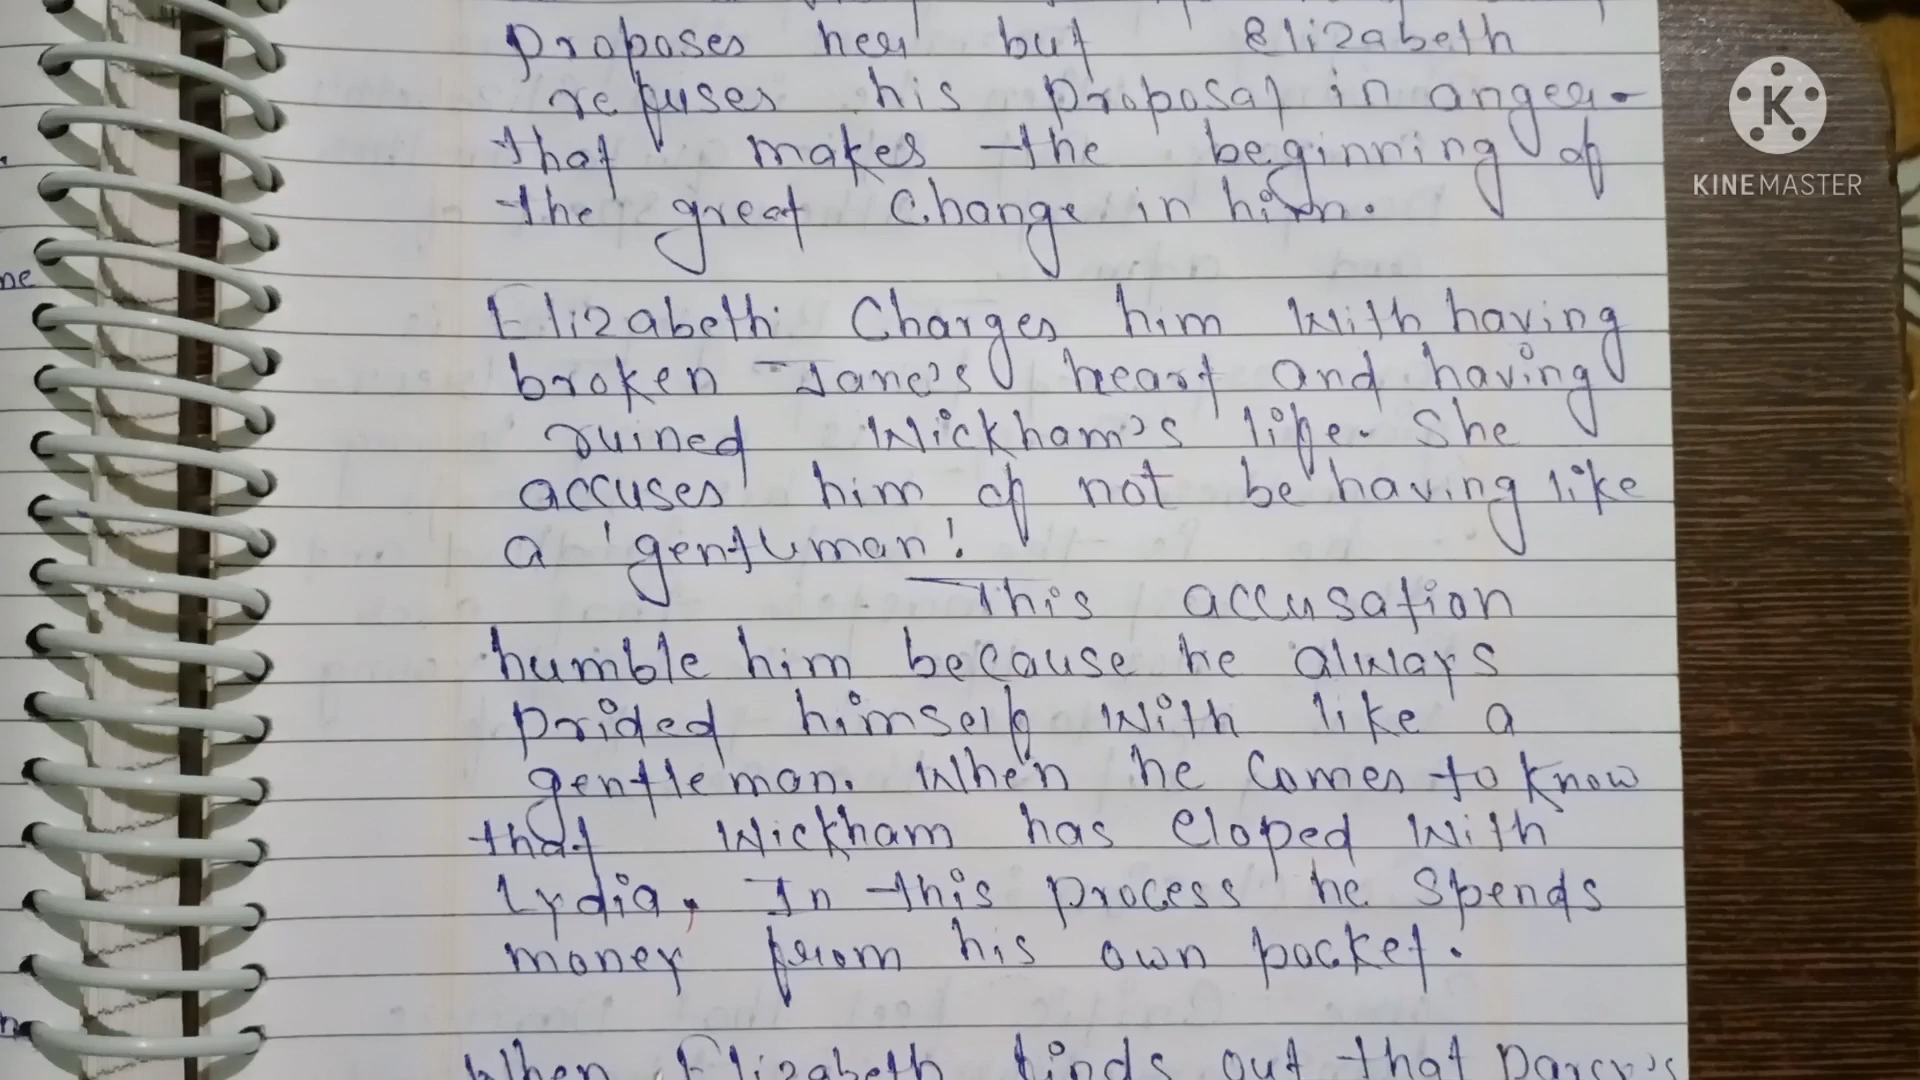 proposes her but Elizabeth
refuses his proposal in anger.
that makes the beginning of
the great change in him.
Elizabeth Charges him with having
broken Jane's heart and having
ruined Wickham's life. She
accuses him of not behaving like
a 'gentleman'.
This accusation
humble him because he always
prided himself with like a
gentleman. When he comes to know
that Wickham has eloped with
Lydia, In this process he spends
money from his own pocket.
When Elizabeth finds out that Darcy's
ne
K
KINEMASTER